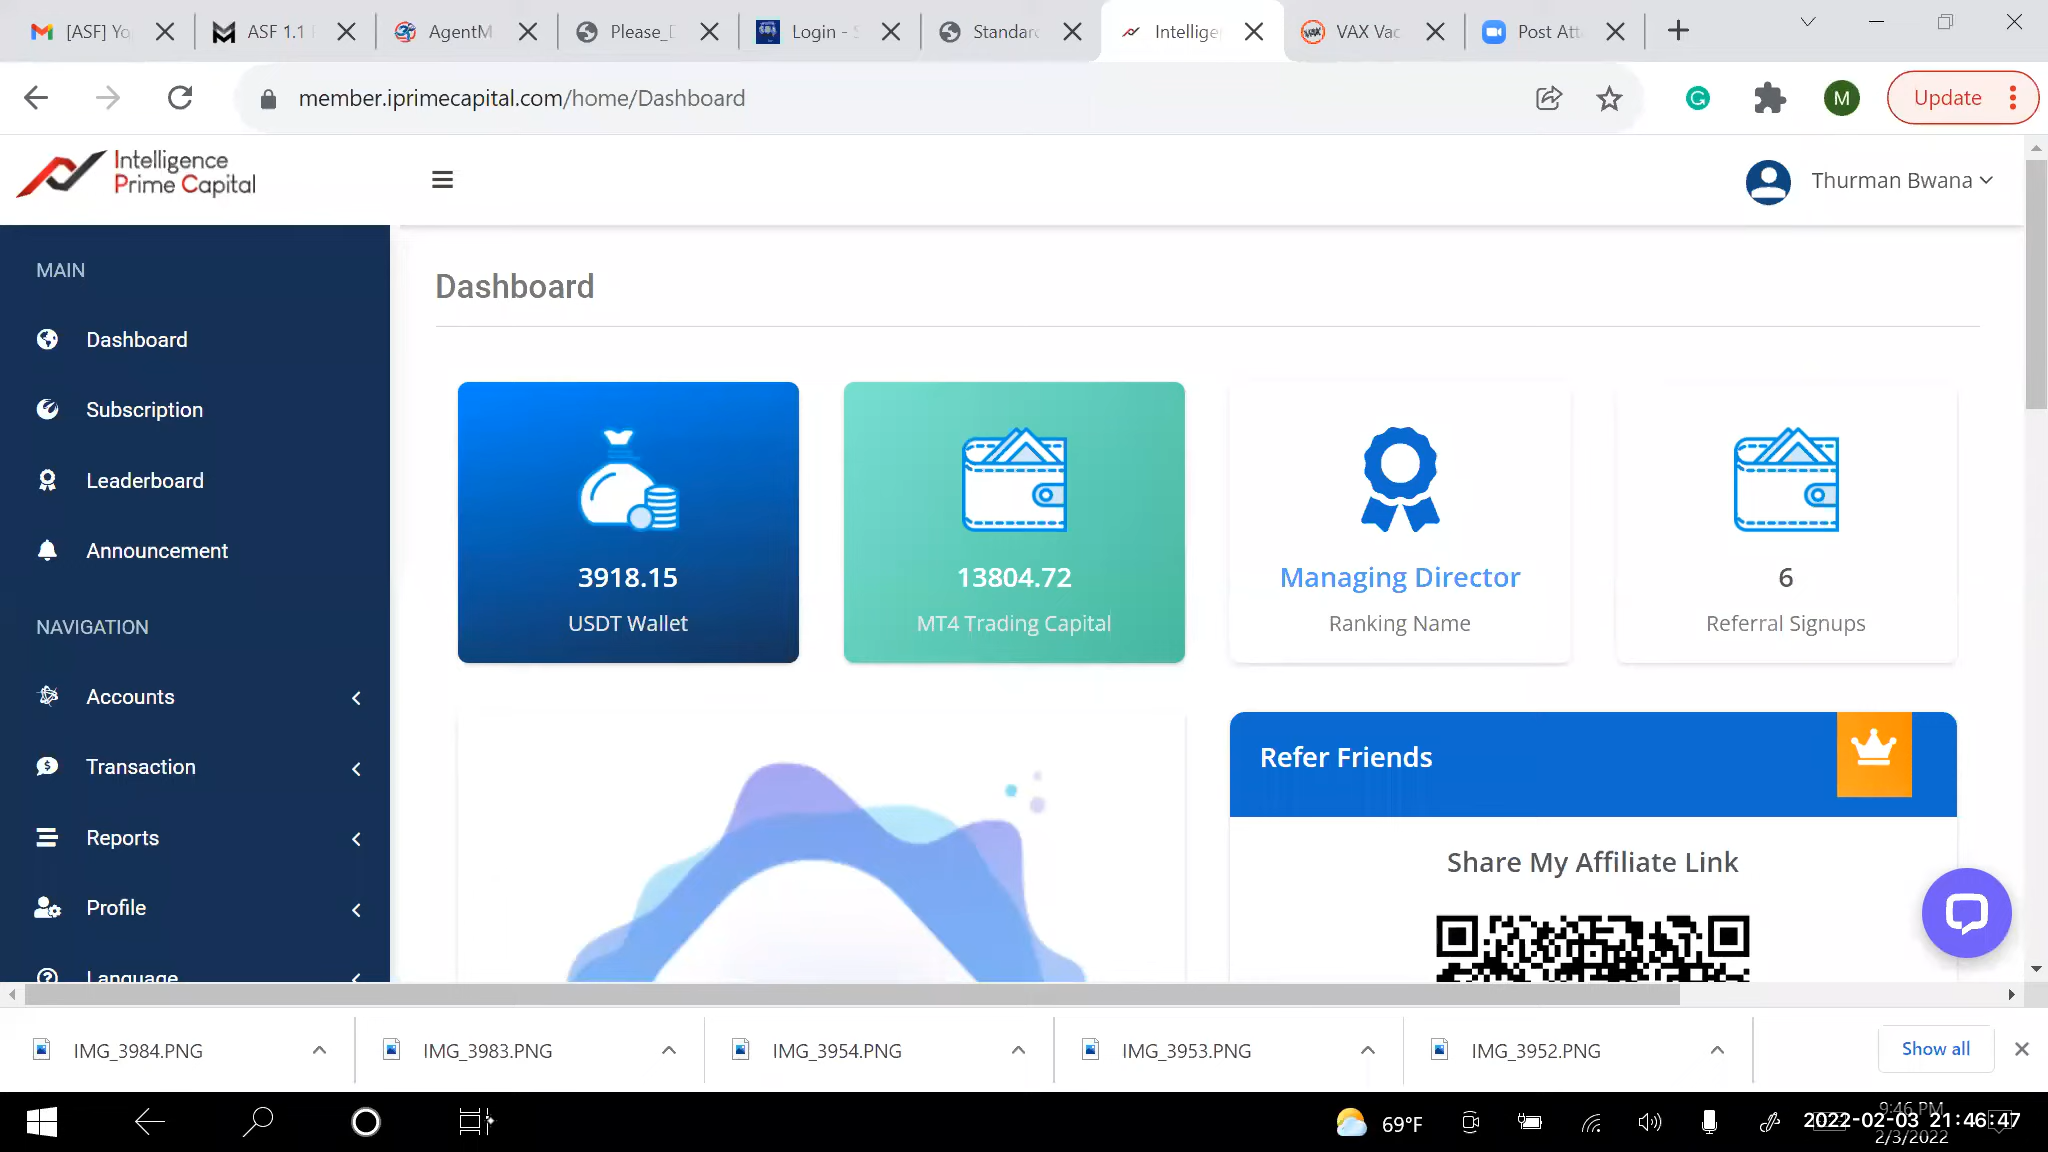 [ASF] Yo
ASF 1.1
AgentM
Please_D
Login - S
Standar
Intellige
VAX Vac
Post Att
member.iprimecapital.com/home/Dashboard
G
M
Update
Intelligence
Prime Capital
Thurman Bwana
MAIN
Dashboard
Subscription
Leaderboard
Announcement
NAVIGATION
Accounts
Transaction
Reports
Profile
Language
Dashboard
3918.15
USDT Wallet
13804.72
MT4 Trading Capital
Managing Director
Ranking Name
6
Referral Signups
Refer Friends
Share My Affiliate Link
IMG_3984.PNG
IMG_3983.PNG
IMG_3954.PNG
IMG_3953.PNG
IMG_3952.PNG
Show all
69°F
9:46 PM
2022-02-03 21:46:47
2/3/2022